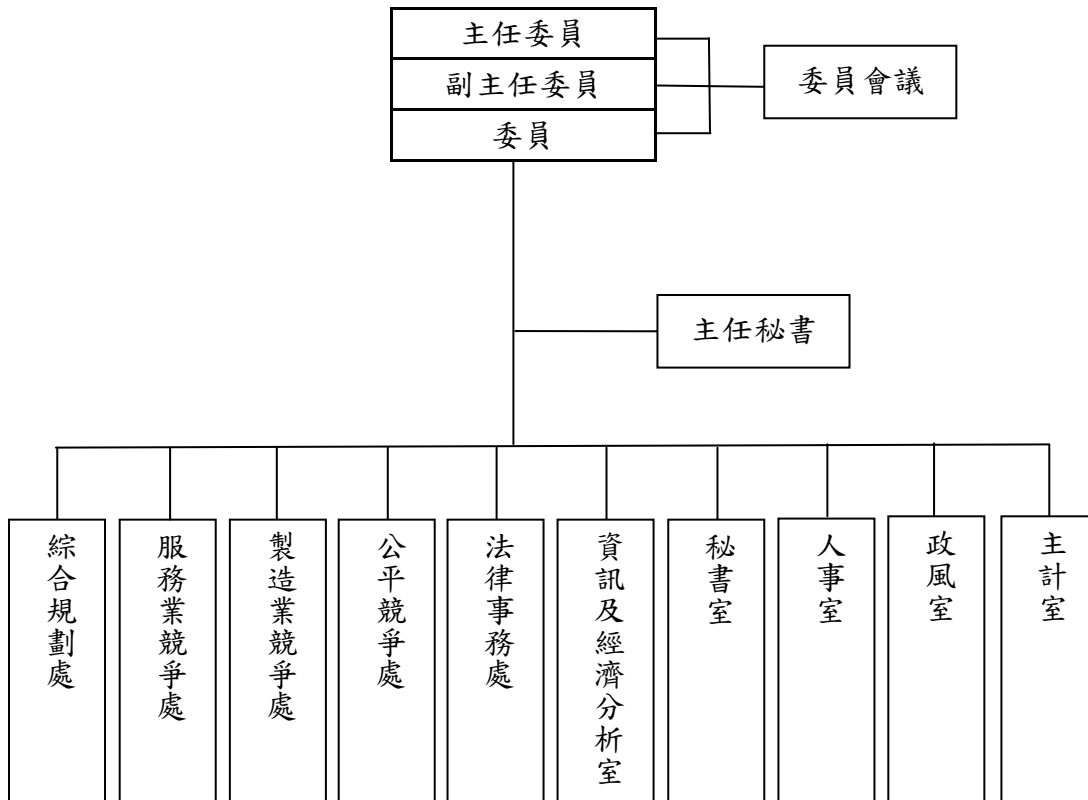 主任委員
副主任委員
委員
委員會議
主任秘書
綜合規劃處
服務業競爭處
製造業競爭處
公平競爭處
法律事務處
資訊及經濟分析室
秘書室
人事室
政風室
主計室